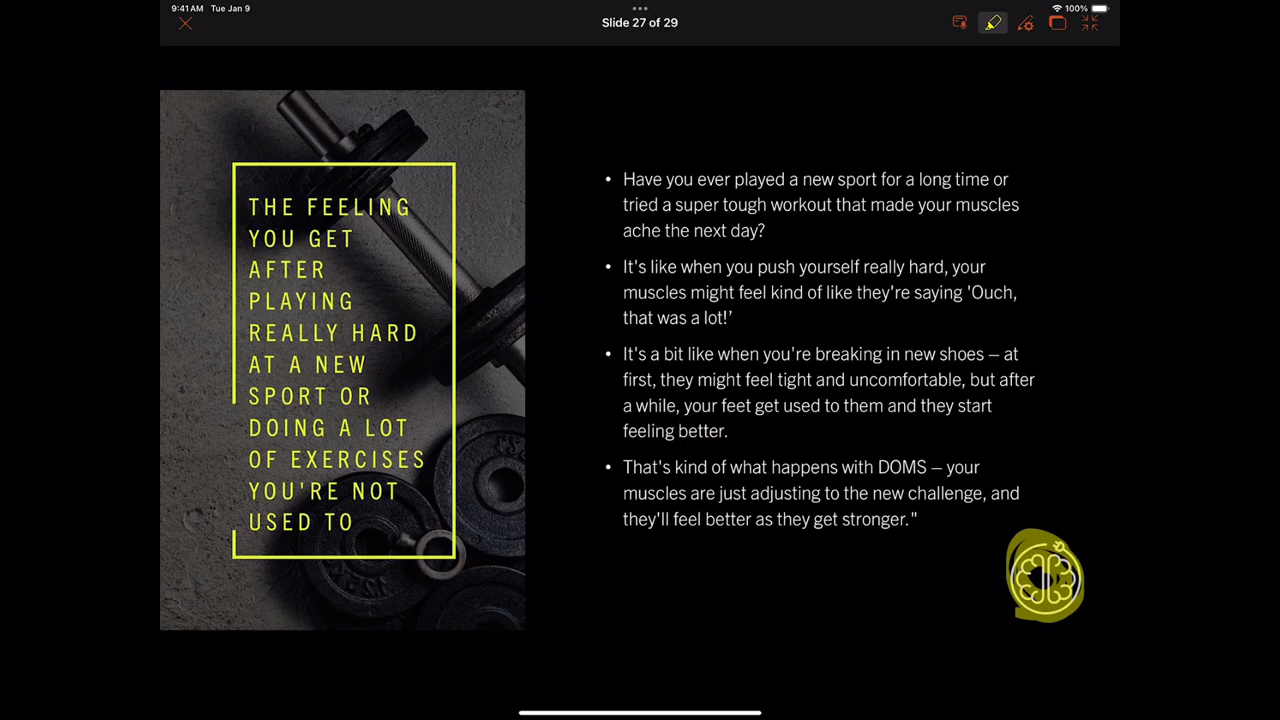 9:41 AM Tue Jan 9
100%
Slide 27 of 29
THE FEELING
YOU GET
AFTER
PLAYING
REALLY HARD
AT A NEW
SPORT OR
DOING A LOT
OF EXERCISES
YOU'RE NOT
USED TO
• Have you ever played a new sport for a long time or
tried a super tough workout that made your muscles
ache the next day?
• It's like when you push yourself really hard, your
muscles might feel kind of like they're saying 'Ouch,
that was a lot!’
• It's a bit like when you're breaking in new shoes – at
first, they might feel tight and uncomfortable, but after
a while, your feet get used to them and they start
feeling better.
• That's kind of what happens with DOMS – your
muscles are just adjusting to the new challenge, and
they'll feel better as they get stronger."